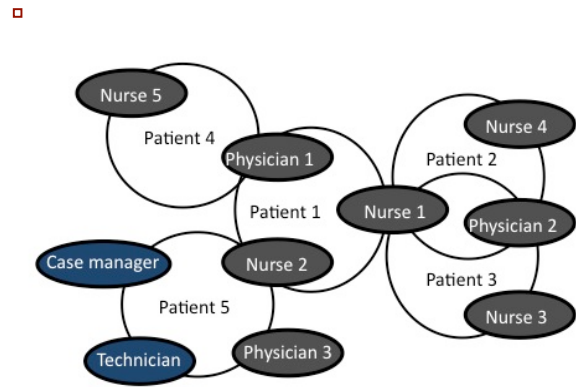 Nurse 5
Nurse 4
Patient 4
Physician 1
Patient 2
Patient 1
Nurse 1
Physician 2
Case manager
Nurse 2
Patient 3
Patient 5
Nurse 3
Technician
Physician 3